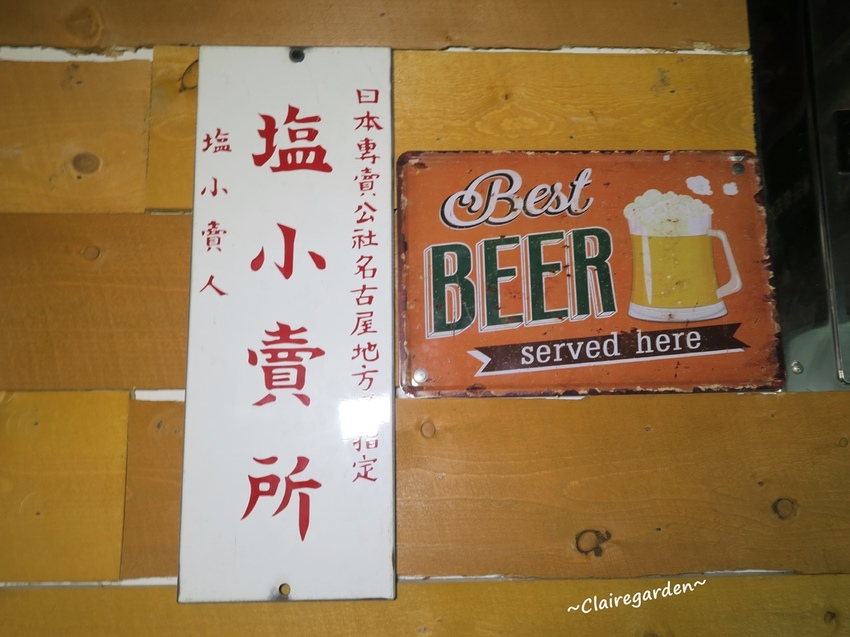 日本專賣公社名古屋地方指定
塩小賣所
塩小賣人
Best
BEER
served here
~Clairegarden~